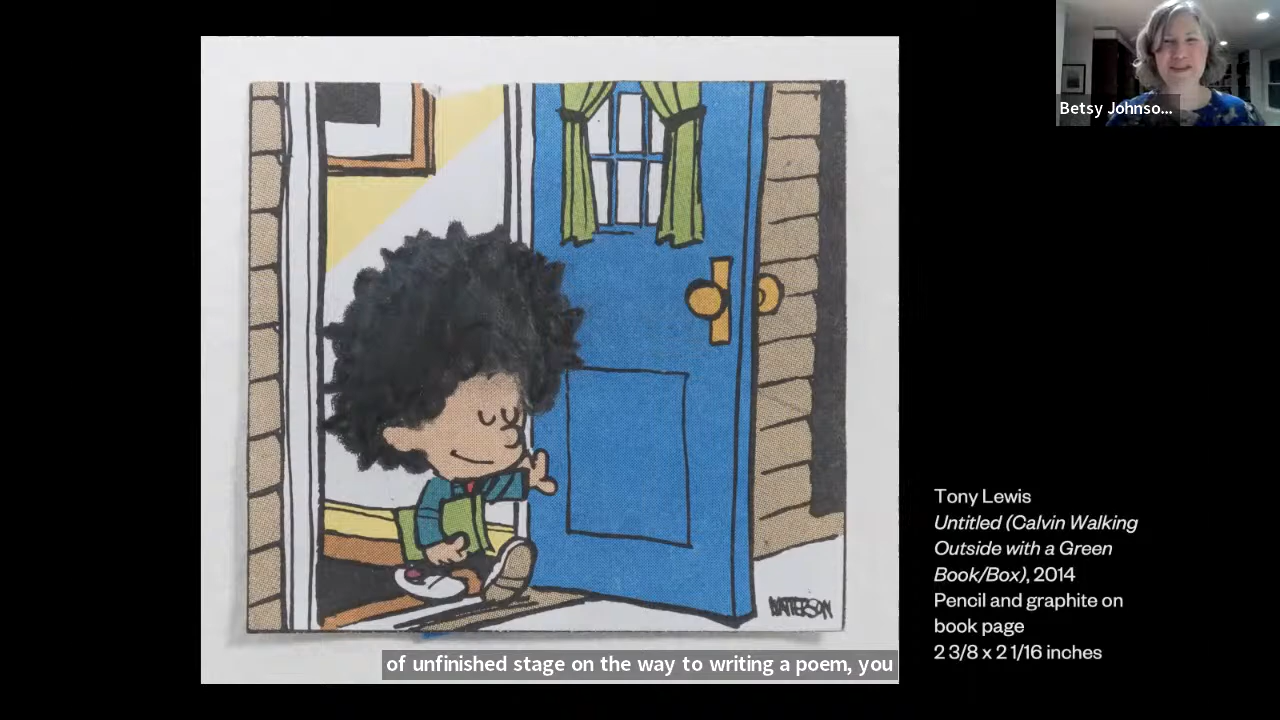 Betsy Johnso...
WATTERSON
Tony Lewis
Untitled (Calvin Walking
Outside with a Green
Book/Box), 2014
Pencil and graphite on
book page
2 3/8 x 2 1/16 inches
of unfinished stage on the way to writing a poem, you